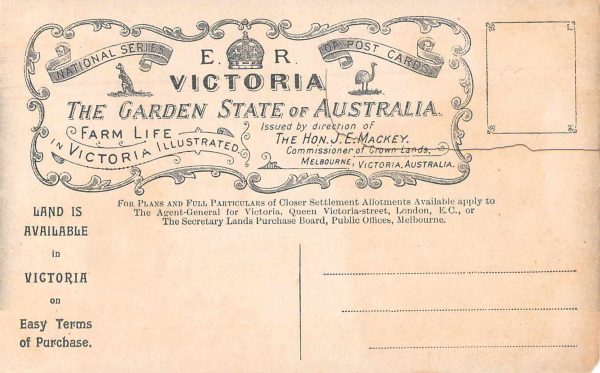 NATIONAL SERIES
OF POST CARDS
E. R.
VICTORIA
THE GARDEN STATE OF AUSTRALIA.
FARM LIFE
IN VICTORIA ILLUSTRATED
Issued by direction of
THE HON. J. E. MACKEY.
Commissioner of Crown Lands.
MELBOURNE, VICTORIA, AUSTRALIA.
FOR PLANS AND FULL PARTICULARS of Closer Settlement Allotments Available apply to
The Agent-General for Victoria, Queen Victoria-street, London, E.C., or
The Secretary Lands Purchase Board, Public Offices, Melbourne.
LAND IS
AVAILABLE
in
VICTORIA
on
Easy Terms
of Purchase.